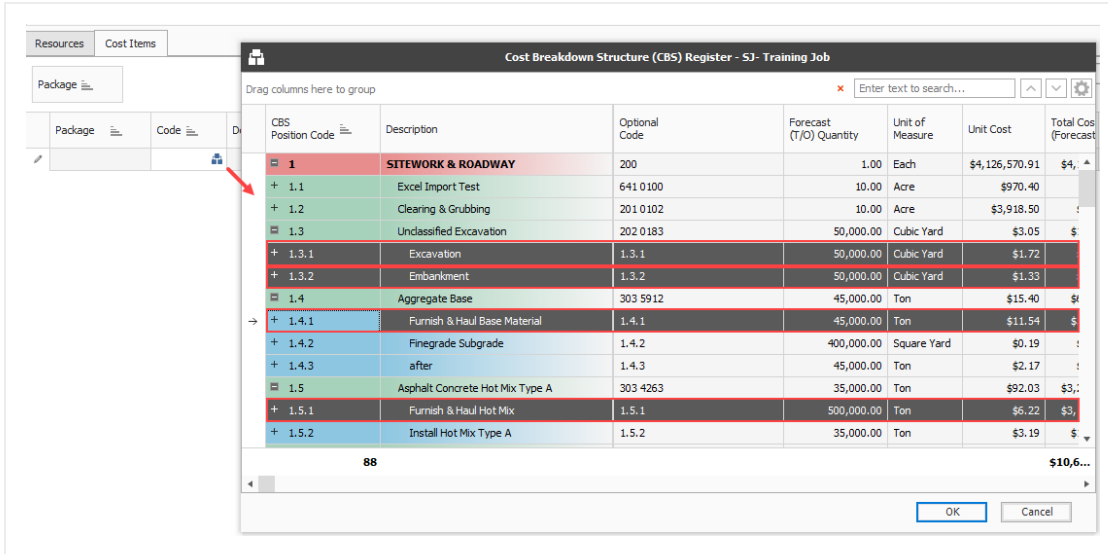 Resources Cost Items
Cost Breakdown Structure (CBS) Register - SJ- Training Job
Package
Drag columns here to group
Enter text to search...
Package Code
CBS Position Code Description Optional Code Forecast (T/O) Quantity Unit of Measure Unit Cost Total Cos (Forecast
1 SITEWORK & ROADWAY 200 1.00 Each $4,126,570.91 $4,
+ 1.1 Excel Import Test 641 0100 10.00 Acre $970.40
+ 1.2 Clearing & Grubbing 201 0102 10.00 Acre $3,918.50
1.3 Unclassified Excavation 202 0183 50,000.00 Cubic Yard $3.05 $
+ 1.3.1 Excavation 1.3.1 50,000.00 Cubic Yard $1.72
+ 1.3.2 Embankment 1.3.2 50,000.00 Cubic Yard $1.33
1.4 Aggregate Base 303 5912 45,000.00 Ton $15.40
+ 1.4.1 Furnish & Haul Base Material 1.4.1 45,000.00 Ton $11.54 $
+ 1.4.2 Finegrade Subgrade 1.4.2 400,000.00 Square Yard $0.19
+ 1.4.3 after 1.4.3 45,000.00 Ton $2.17
1.5 Asphalt Concrete Hot Mix Type A 303 4263 35,000.00 Ton $92.03 $3,
+ 1.5.1 Furnish & Haul Hot Mix 1.5.1 500,000.00 Ton $6.22 $3,
+ 1.5.2 Install Hot Mix Type A 1.5.2 35,000.00 Ton $3.19 $
88 $10,6...
OK Cancel